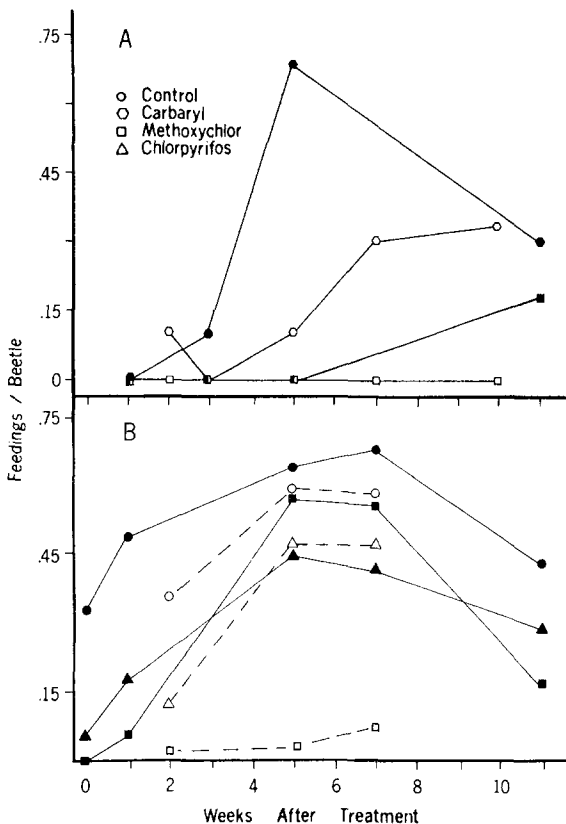 .75
A
Control
Carbaryl
Methoxychlor
Chlorpyrifos
.45
.15
0
Feedings / Beetle
.75
B
.45
.15
0 2 4 6 8 10
Weeks After Treatment